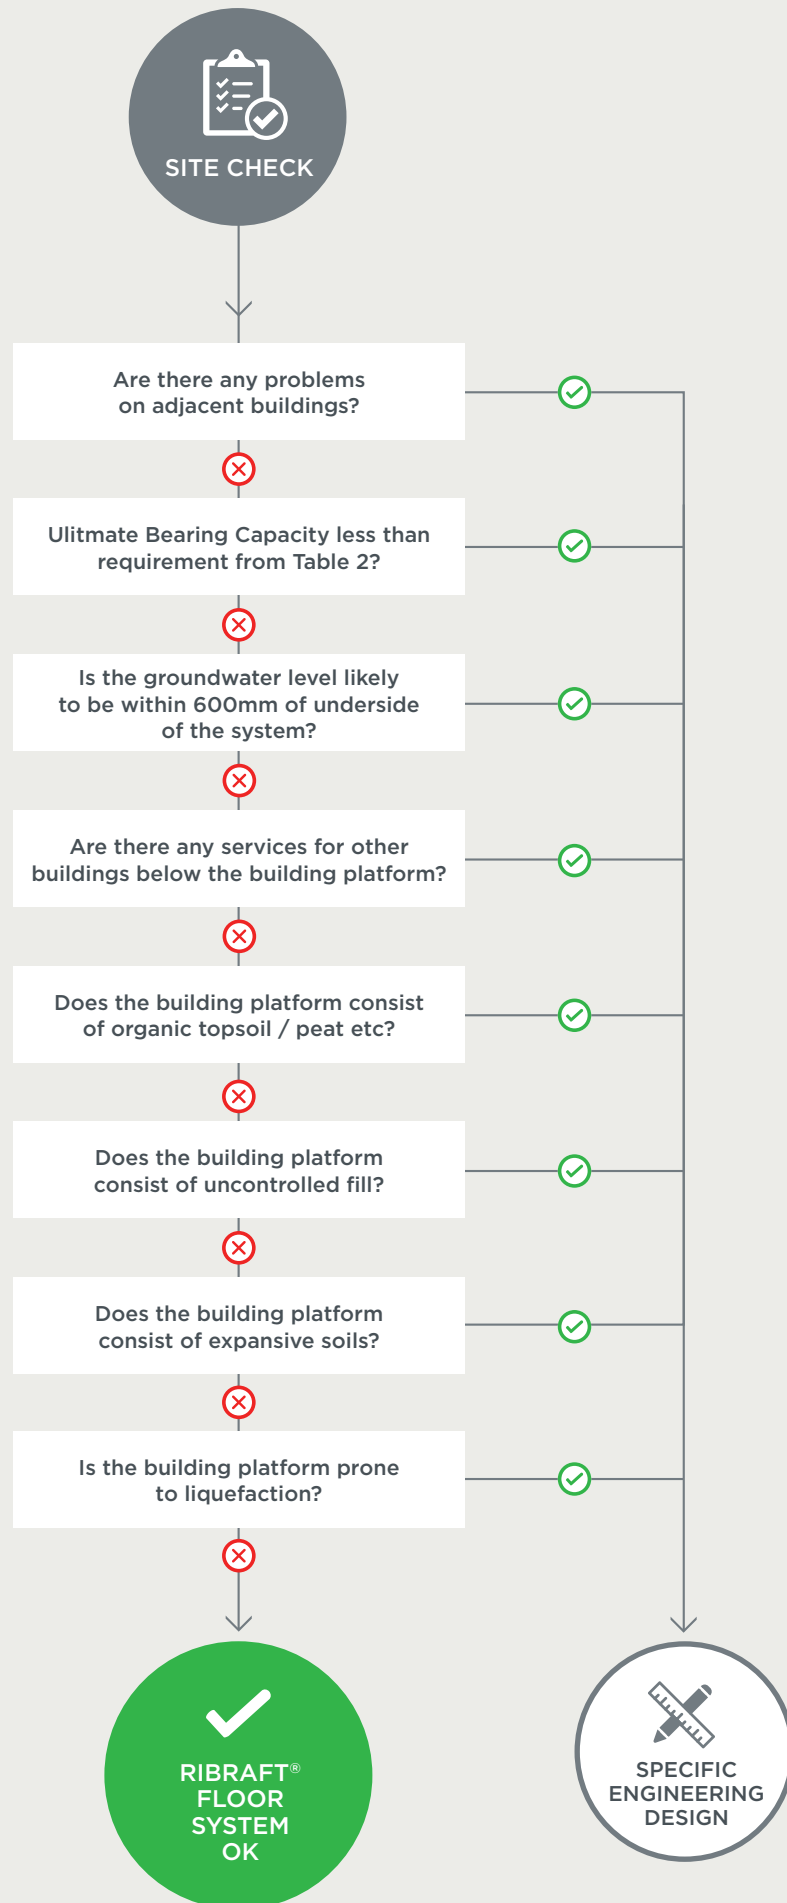 SITE CHECK
Are there any problems
on adjacent buildings?
Ulitmate Bearing Capacity less than
requirement from Table 2?
Is the groundwater level likely
to be within 600mm of underside
of the system?
Are there any services for other
buildings below the building platform?
Does the building platform consist
of organic topsoil / peat etc?
Does the building platform
consist of uncontrolled fill?
Does the building platform
consist of expansive soils?
Is the building platform prone
to liquefaction?
RIBRAFT®
FLOOR
SYSTEM
OK
SPECIFIC
ENGINEERING
DESIGN